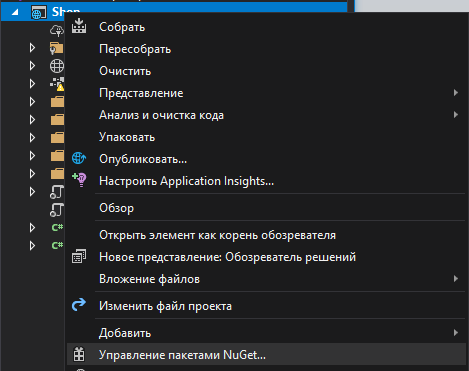 Shop
Собрать
Пересобрать
Очистить
Представление
Анализ и очистка кода
Упаковать
Опубликовать...
Настроить Application Insights...
Обзор
Открыть элемент как корень обозревателя
Новое представление: Обозреватель решений
Вложение файлов
Изменить файл проекта
Добавить
Управление пакетами NuGet...
C#
C#